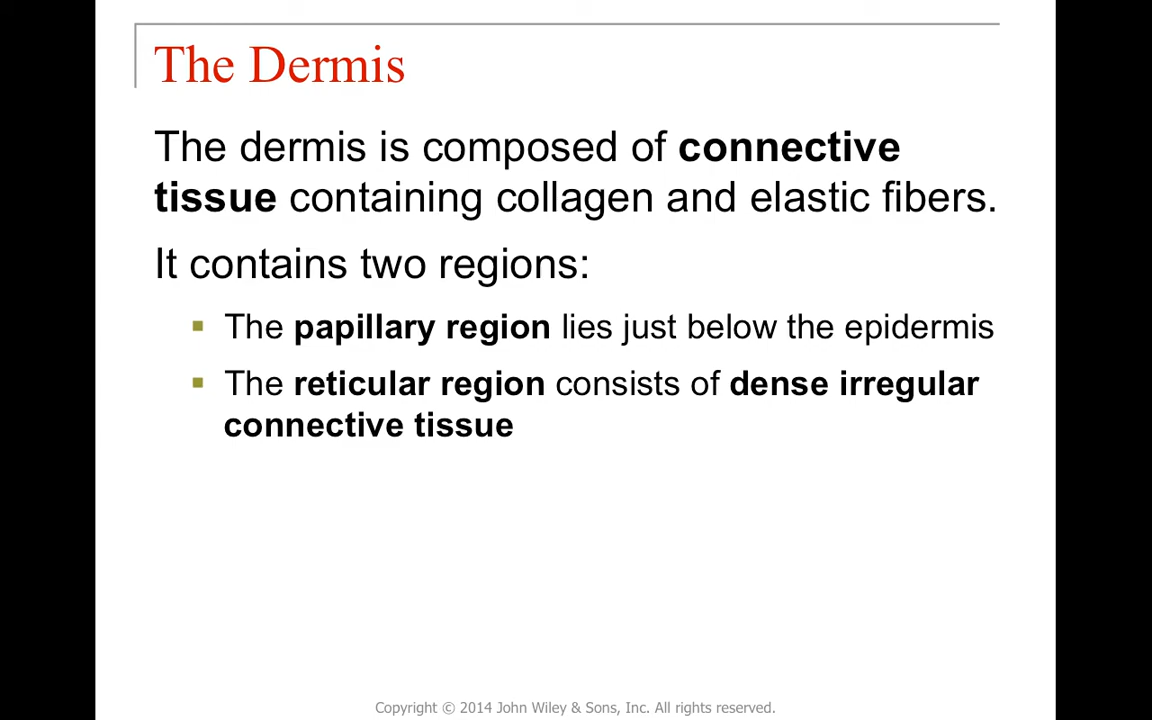 The Dermis
The dermis is composed of connective
tissue containing collagen and elastic fibers.
It contains two regions:
▪ The papillary region lies just below the epidermis
▪ The reticular region consists of dense irregular
connective tissue
Copyright © 2014 John Wiley & Sons, Inc. All rights reserved.